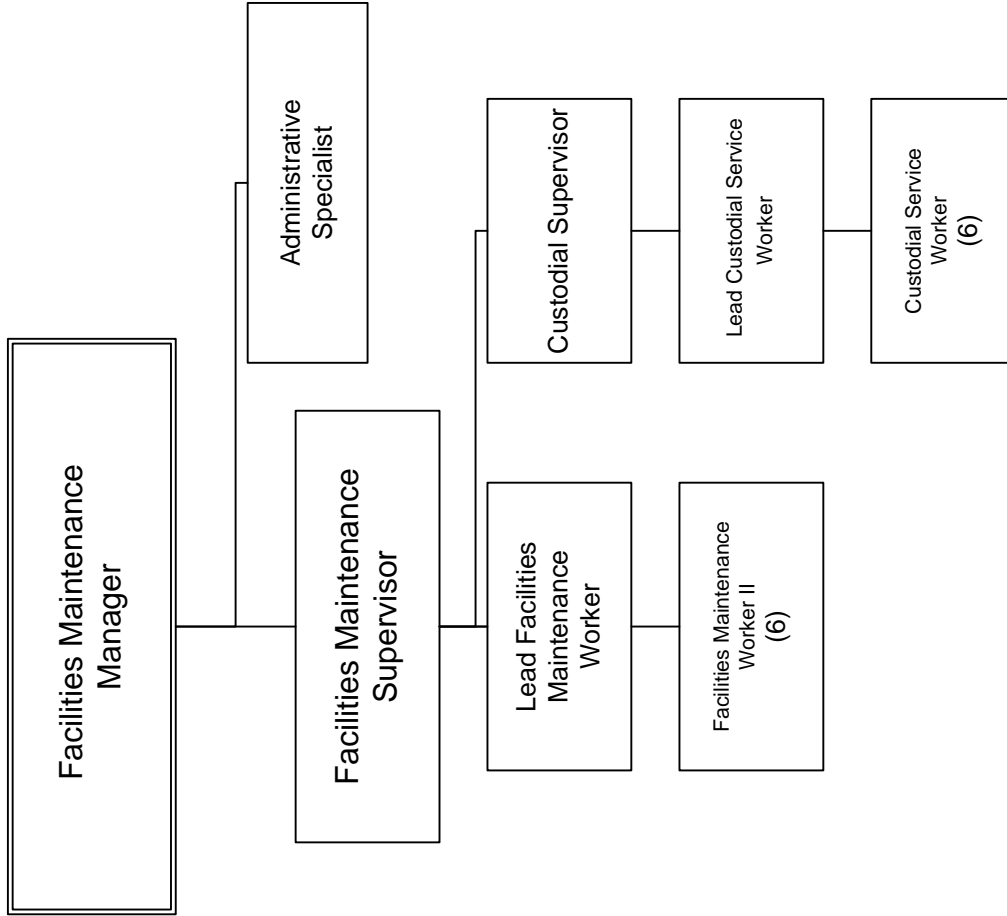 Facilities Maintenance
Manager
Administrative
Specialist
Facilities Maintenance
Supervisor
Lead Facilities
Maintenance
Worker
Custodial Supervisor
Facilities Maintenance
Worker II
(6)
Lead Custodial Service
Worker
Custodial Service
Worker
(6)